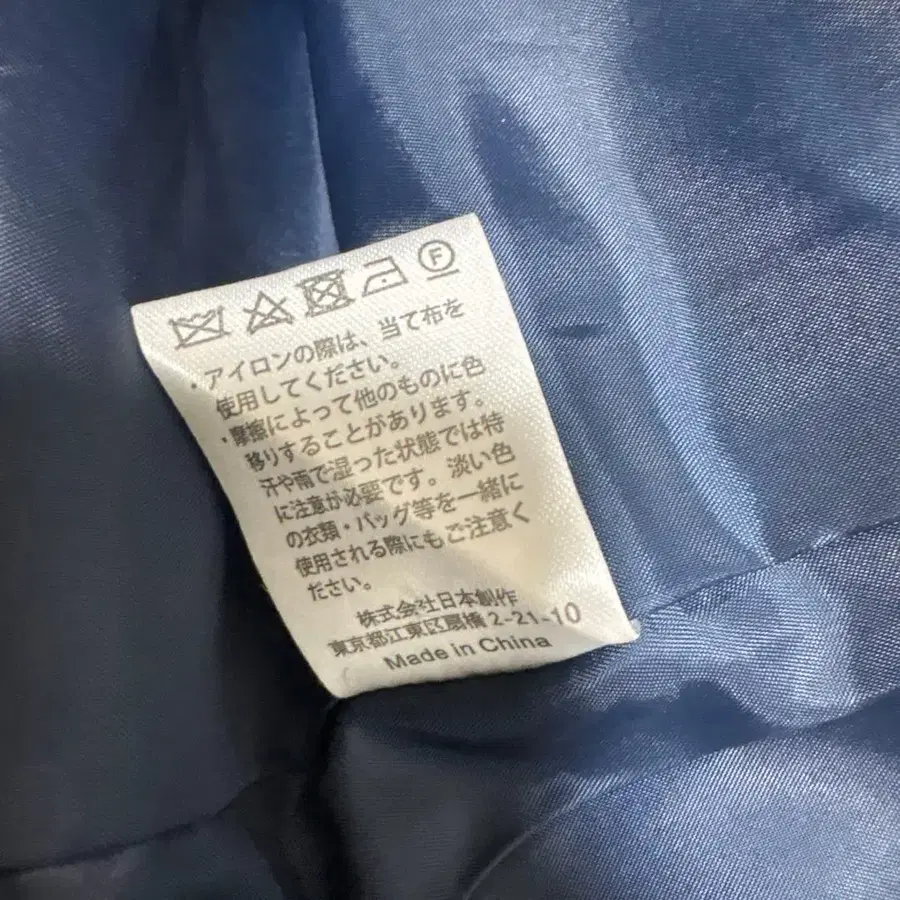 F
・アイロンの際は、当て布を
使用してください。
・摩擦によって他のものに色
移りすることがあります。
汗や雨で湿った状態では特
に注意が必要です。淡い色
の衣類・バッグ等を一緒に
使用される際にもご注意く
ださい。
株式会社日本創作
東京都江東区扇橋2-21-10
Made in China